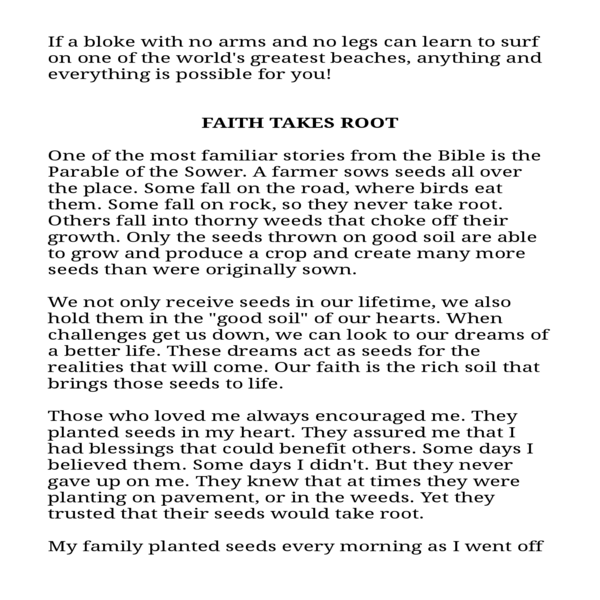 If a bloke with no arms and no legs can learn to surf
on one of the world's greatest beaches, anything and
everything is possible for you!
FAITH TAKES ROOT
One of the most familiar stories from the Bible is the
Parable of the Sower. A farmer sows seeds all over
the place. Some fall on the road, where birds eat
them. Some fall on rock, so they never take root.
Others fall into thorny weeds that choke off their
growth. Only the seeds thrown on good soil are able
to grow and produce a crop and create many more
seeds than were originally sown.
We not only receive seeds in our lifetime, we also
hold them in the "good soil" of our hearts. When
challenges get us down, we can look to our dreams of
a better life. These dreams act as seeds for the
realities that will come. Our faith is the rich soil that
brings those seeds to life.
Those who loved me always encouraged me. They
planted seeds in my heart. They assured me that I
had blessings that could benefit others. Some days I
believed them. Some days I didn't. But they never
gave up on me. They knew that at times they were
planting on pavement, or in the weeds. Yet they
trusted that their seeds would take root.
My family planted seeds every morning as I went off